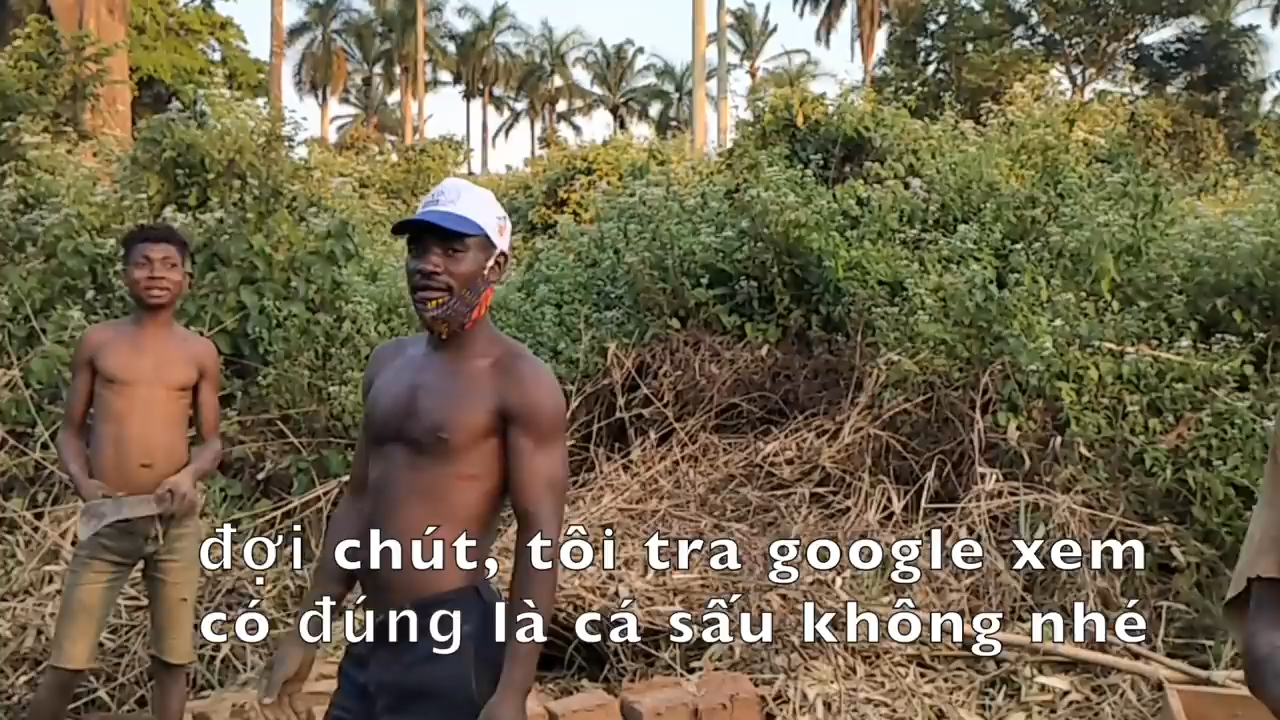 đợi chút, tôi tra google xem
có đúng là cá sấu không nhé